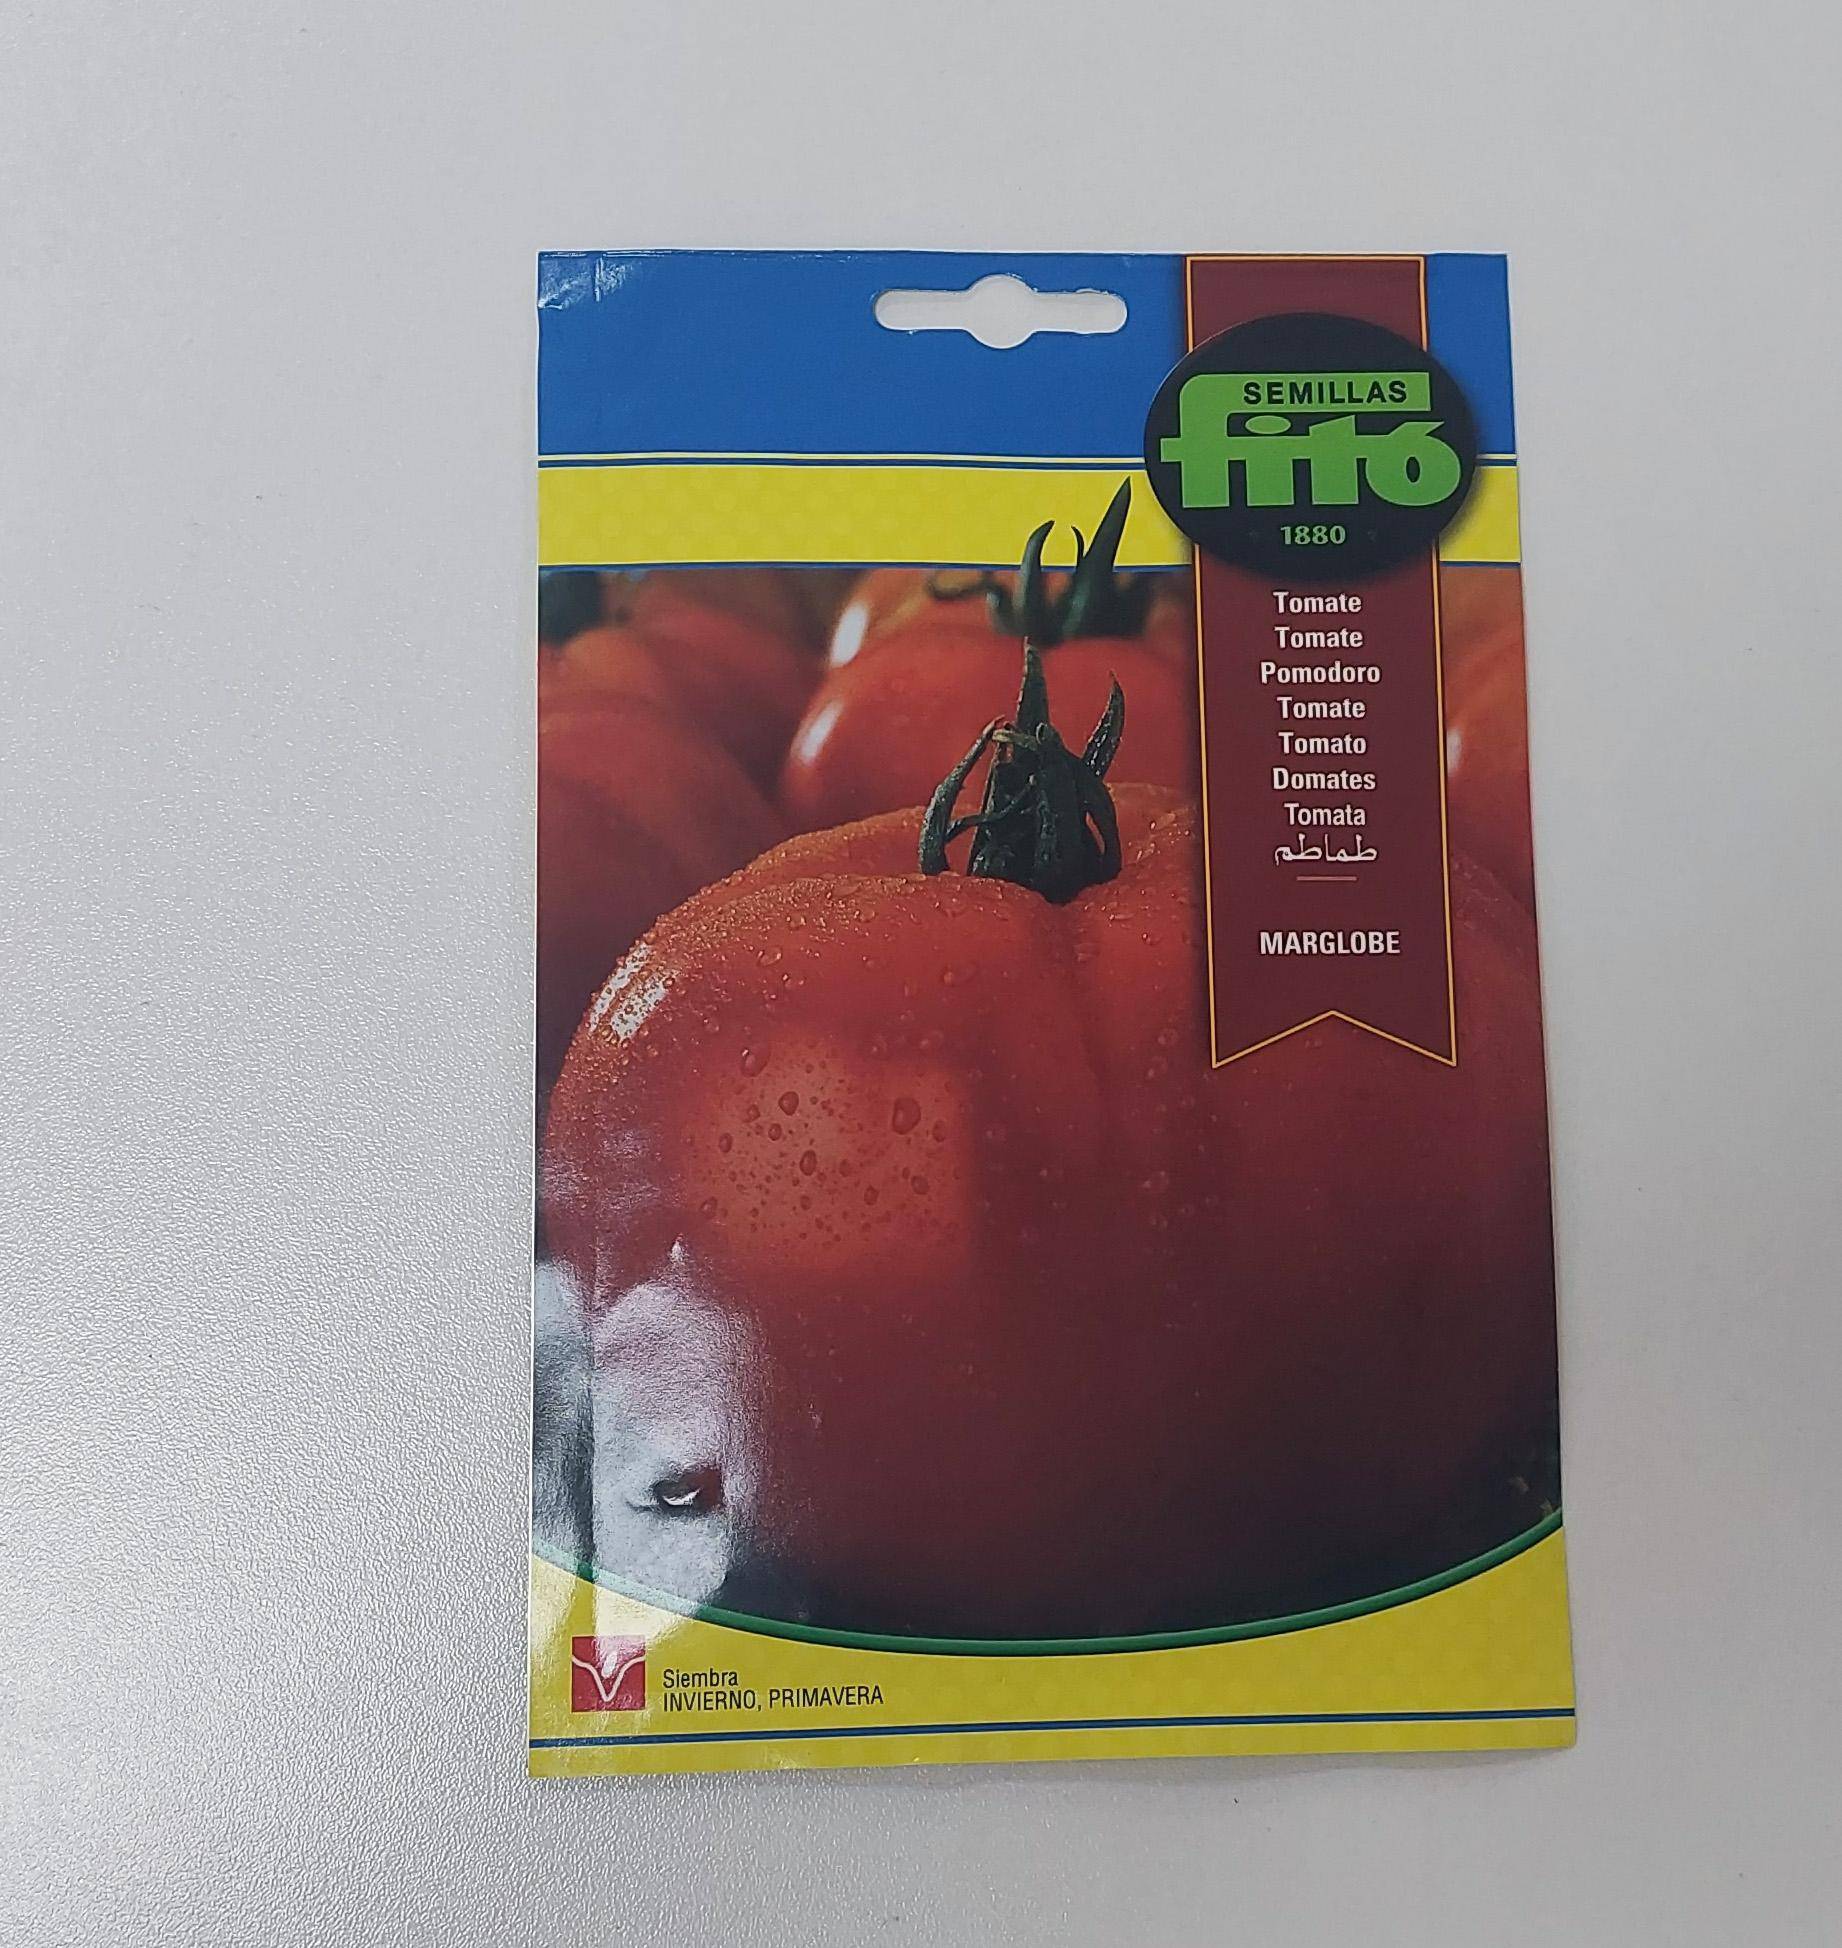 SEMILLAS
fitó
1880
Tomate
Tomate
Pomodoro
Tomate
Tomato
Domates
Tomata
طماطم
MARGLOBE
Siembra
INVIERNO, PRIMAVERA